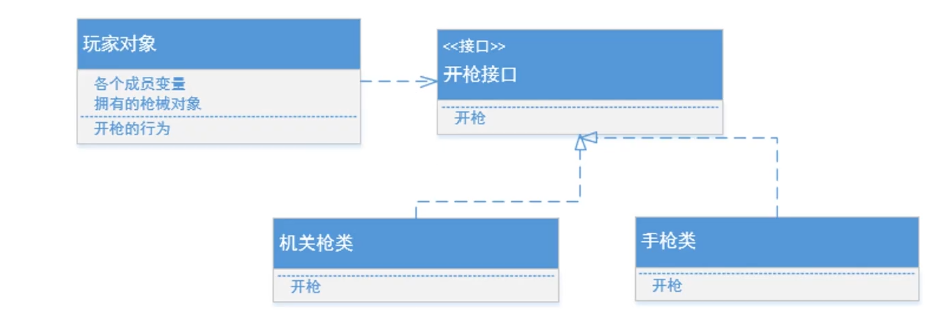 玩家对象
各个成员变量
拥有的枪械对象
开枪的行为
<<接口>>
开枪接口
开枪
机关枪类
开枪
手枪类
开枪